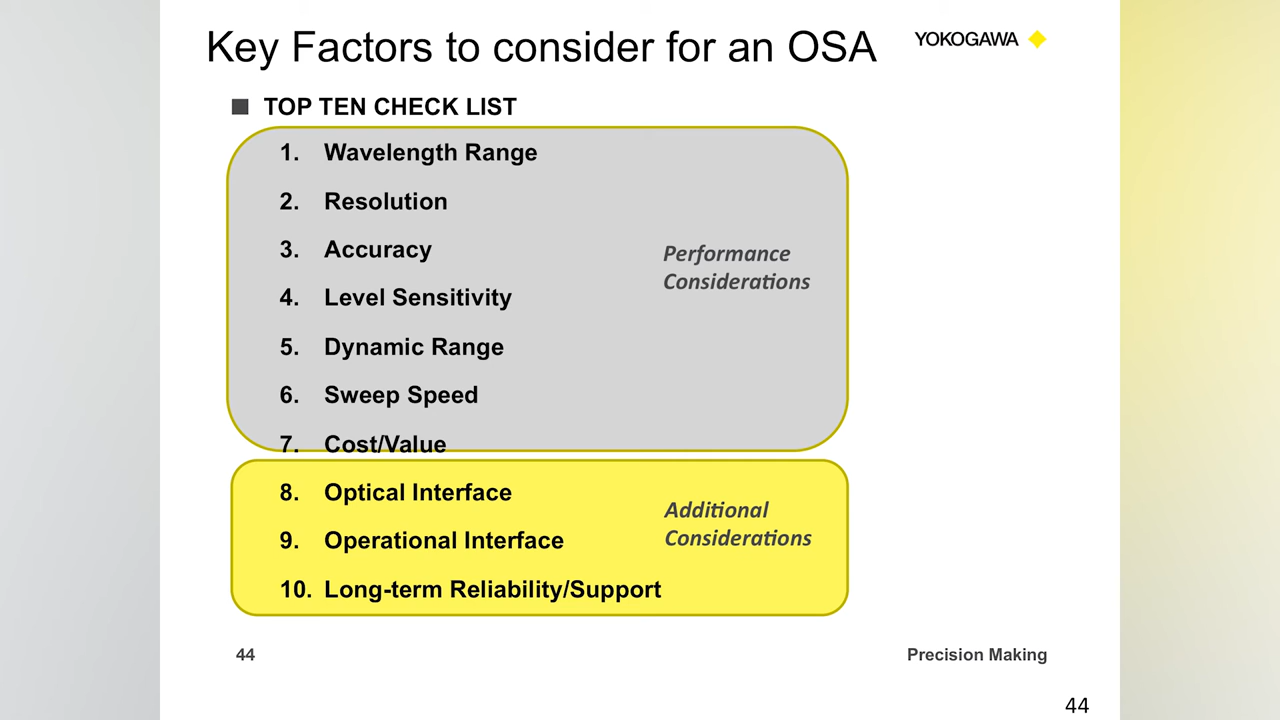 Key Factors to consider for an OSA
YOKOGAWA
TOP TEN CHECK LIST
1. Wavelength Range
2. Resolution
3. Accuracy
4. Level Sensitivity
5. Dynamic Range
6. Sweep Speed
7. Cost/Value
Performance
Considerations
8. Optical Interface
9. Operational Interface
10. Long-term Reliability/Support
Additional
Considerations
44
Precision Making
44